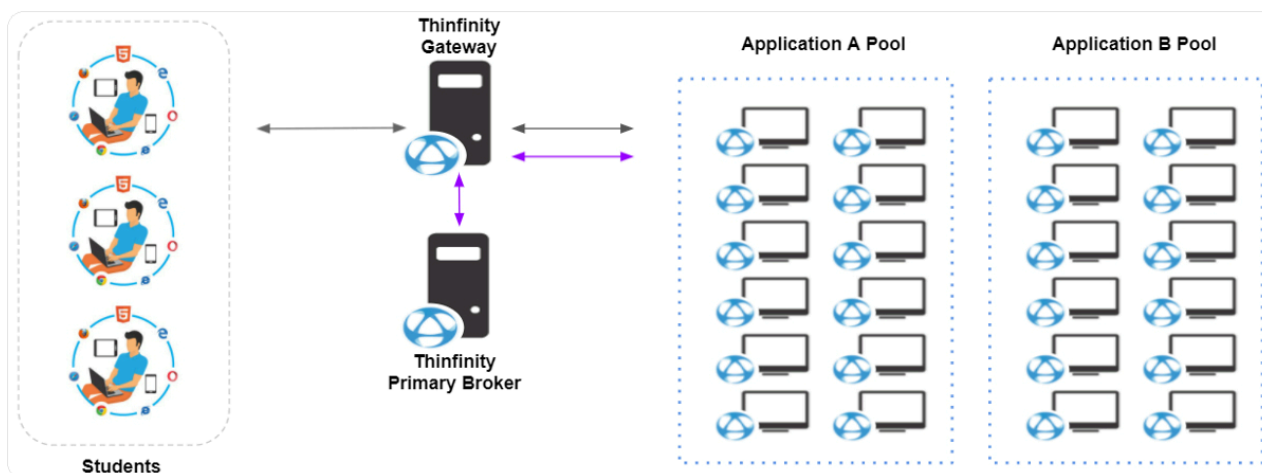 Thinfinity
Gateway
Application A Pool
Application B Pool
Thinfinity
Primary Broker
Students